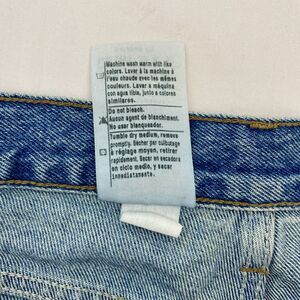 Machine wash warm with like
colors. Laver à la machine à
l'eau chaude avec les mêmes
couleurs. Lavar a máquina
con agua tibia, junto a colores
similares.
Do not bleach.
Aucun agent de blanchiment.
No usar blanqueador.
Tumble dry medium, remove
promptly. Sécher par culbutage
à réglage moyen, retirer
rapidement. Secar en secadora
en ciclo medio, y sacar
inmediatamente.